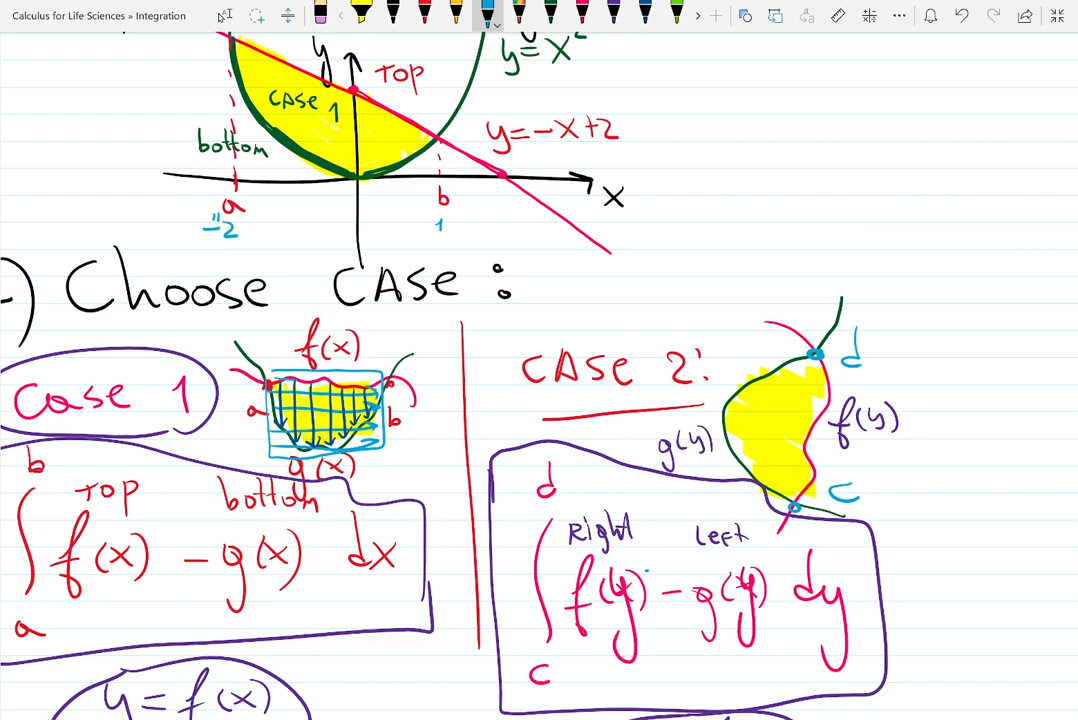 Calculus for Life Sciences » Integration
y
TOP
y=x²
CASE 1
y=-x+2
bottom
a
b
x
-2
1
-) Choose CASE:
Case 1
f(x)
a
b
g(x)
b
∫ f(x) - g(x) dx
TOP bottom
a
y = f(x)
CASE 2:
d
g(y)
f(y)
c
d
Right Left
∫ f(y) - g(y) dy
c